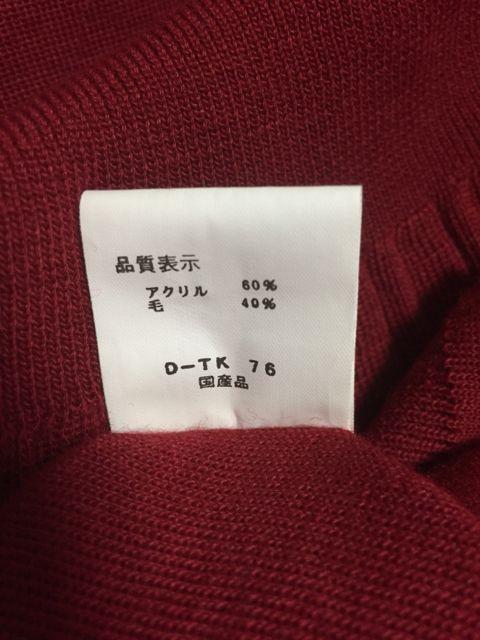 品質表示
アクリル 60%
毛 40%
D-TK 76
国産品